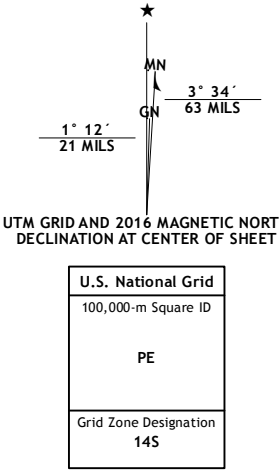 ★
MN
3° 34´
63 MILS
GN
1° 12´
21 MILS
UTM GRID AND 2016 MAGNETIC NORT
DECLINATION AT CENTER OF SHEET
U.S. National Grid
100,000-m Square ID
PE
Grid Zone Designation
14S